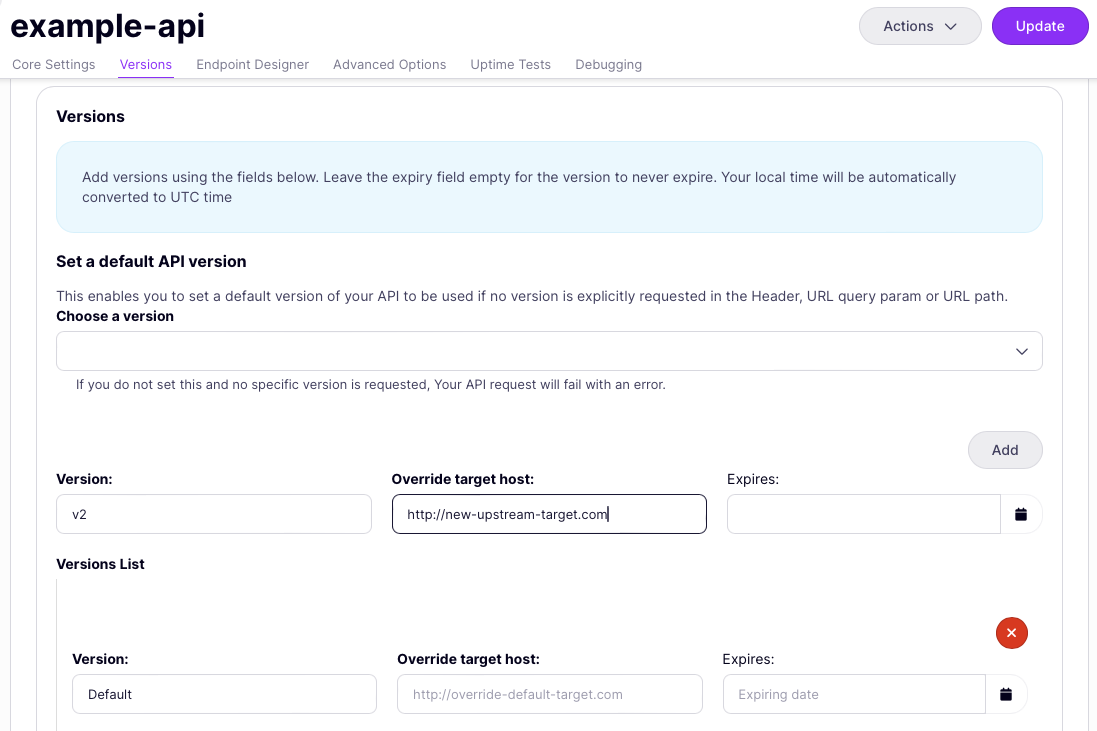 example-api
Actions
Update
Core Settings
Versions
Endpoint Designer
Advanced Options
Uptime Tests
Debugging
Versions
Add versions using the fields below. Leave the expiry field empty for the version to never expire. Your local time will be automatically
converted to UTC time
Set a default API version
This enables you to set a default version of your API to be used if no version is explicitly requested in the Header, URL query param or URL path.
Choose a version
If you do not set this and no specific version is requested, Your API request will fail with an error.
Add
Version:
Override target host:
Expires:
v2
http://new-upstream-target.com
Versions List
Version:
Override target host:
Expires:
Default
http://override-default-target.com
Expiring date